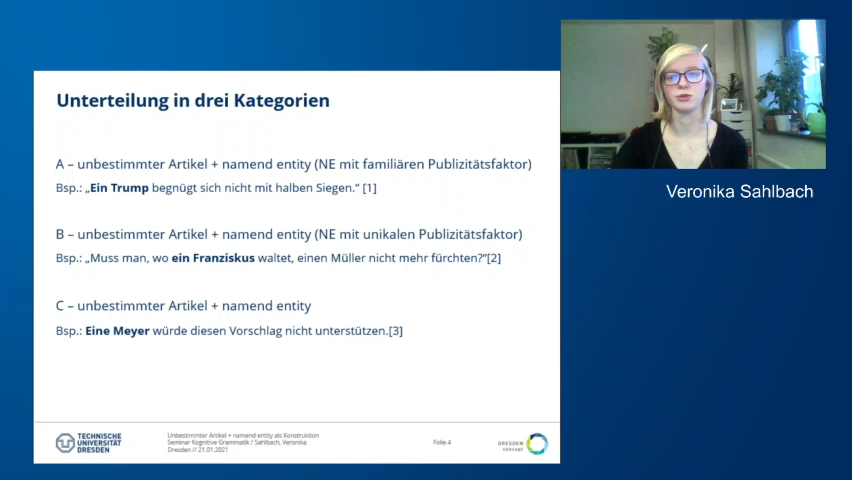 Unterteilung in drei Kategorien
A – unbestimmter Artikel + namend entity (NE mit familiären Publizitätsfaktor)
Bsp.: „Ein Trump begnügt sich nicht mit halben Siegen.“ [1]
B – unbestimmter Artikel + namend entity (NE mit unikalen Publizitätsfaktor)
Bsp.: „Muss man, wo ein Franziskus waltet, einen Müller nicht mehr fürchten?“[2]
C – unbestimmter Artikel + namend entity
Bsp.: Eine Meyer würde diesen Vorschlag nicht unterstützen.[3]
TECHNISCHE
UNIVERSITÄT
DRESDEN
Unbestimmter Artikel + namend entity als Konstruktion
Seminar Kognitive Grammatik / Sahlbach, Veronika
Dresden // 21.01.2021
Folie 4
DRESDEN
concept
Veronika Sahlbach